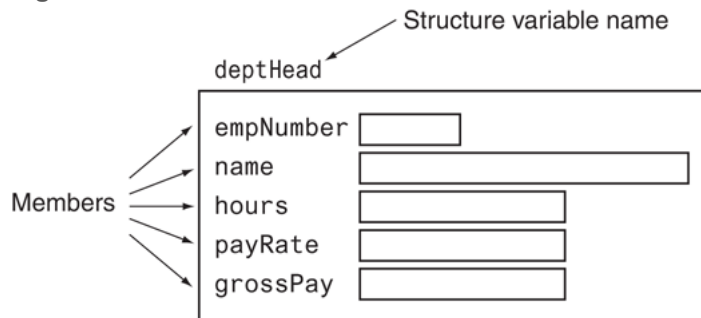 Structure variable name
deptHead
empNumber
name
Members
hours
payRate
grossPay